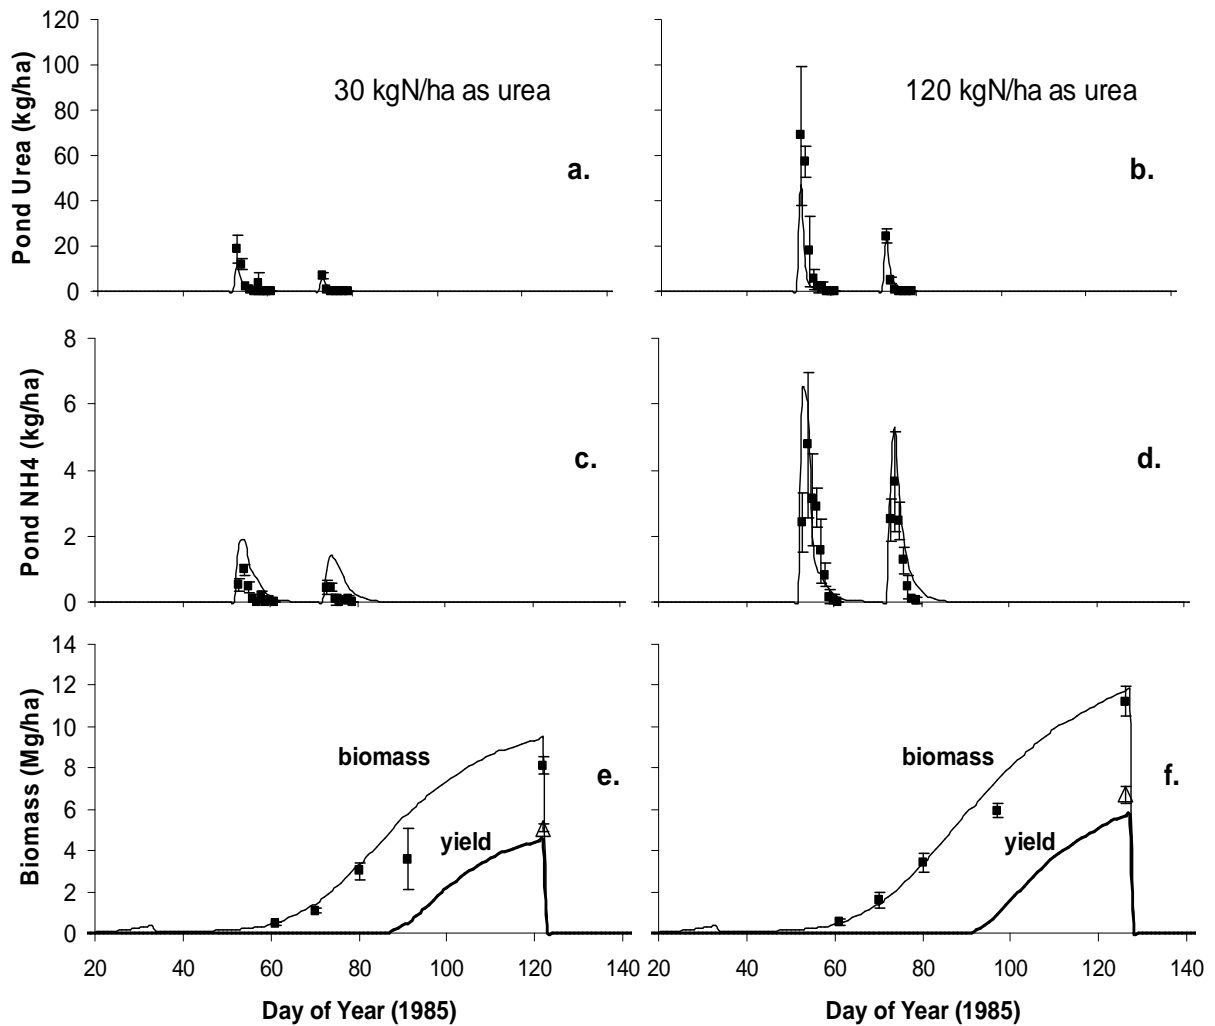 Pond Urea (kg/ha)
120
100
80
60
40
20
0
30 kgN/ha as urea
a.
120 kgN/ha as urea
b.
Pond NH4 (kg/ha)
8
6
4
2
0
c.
d.
Biomass (Mg/ha)
14
12
10
8
6
4
2
0
biomass
yield
e.
biomass
yield
f.
20 40 60 80 100 120 140
20 40 60 80 100 120 140
Day of Year (1985)
Day of Year (1985)